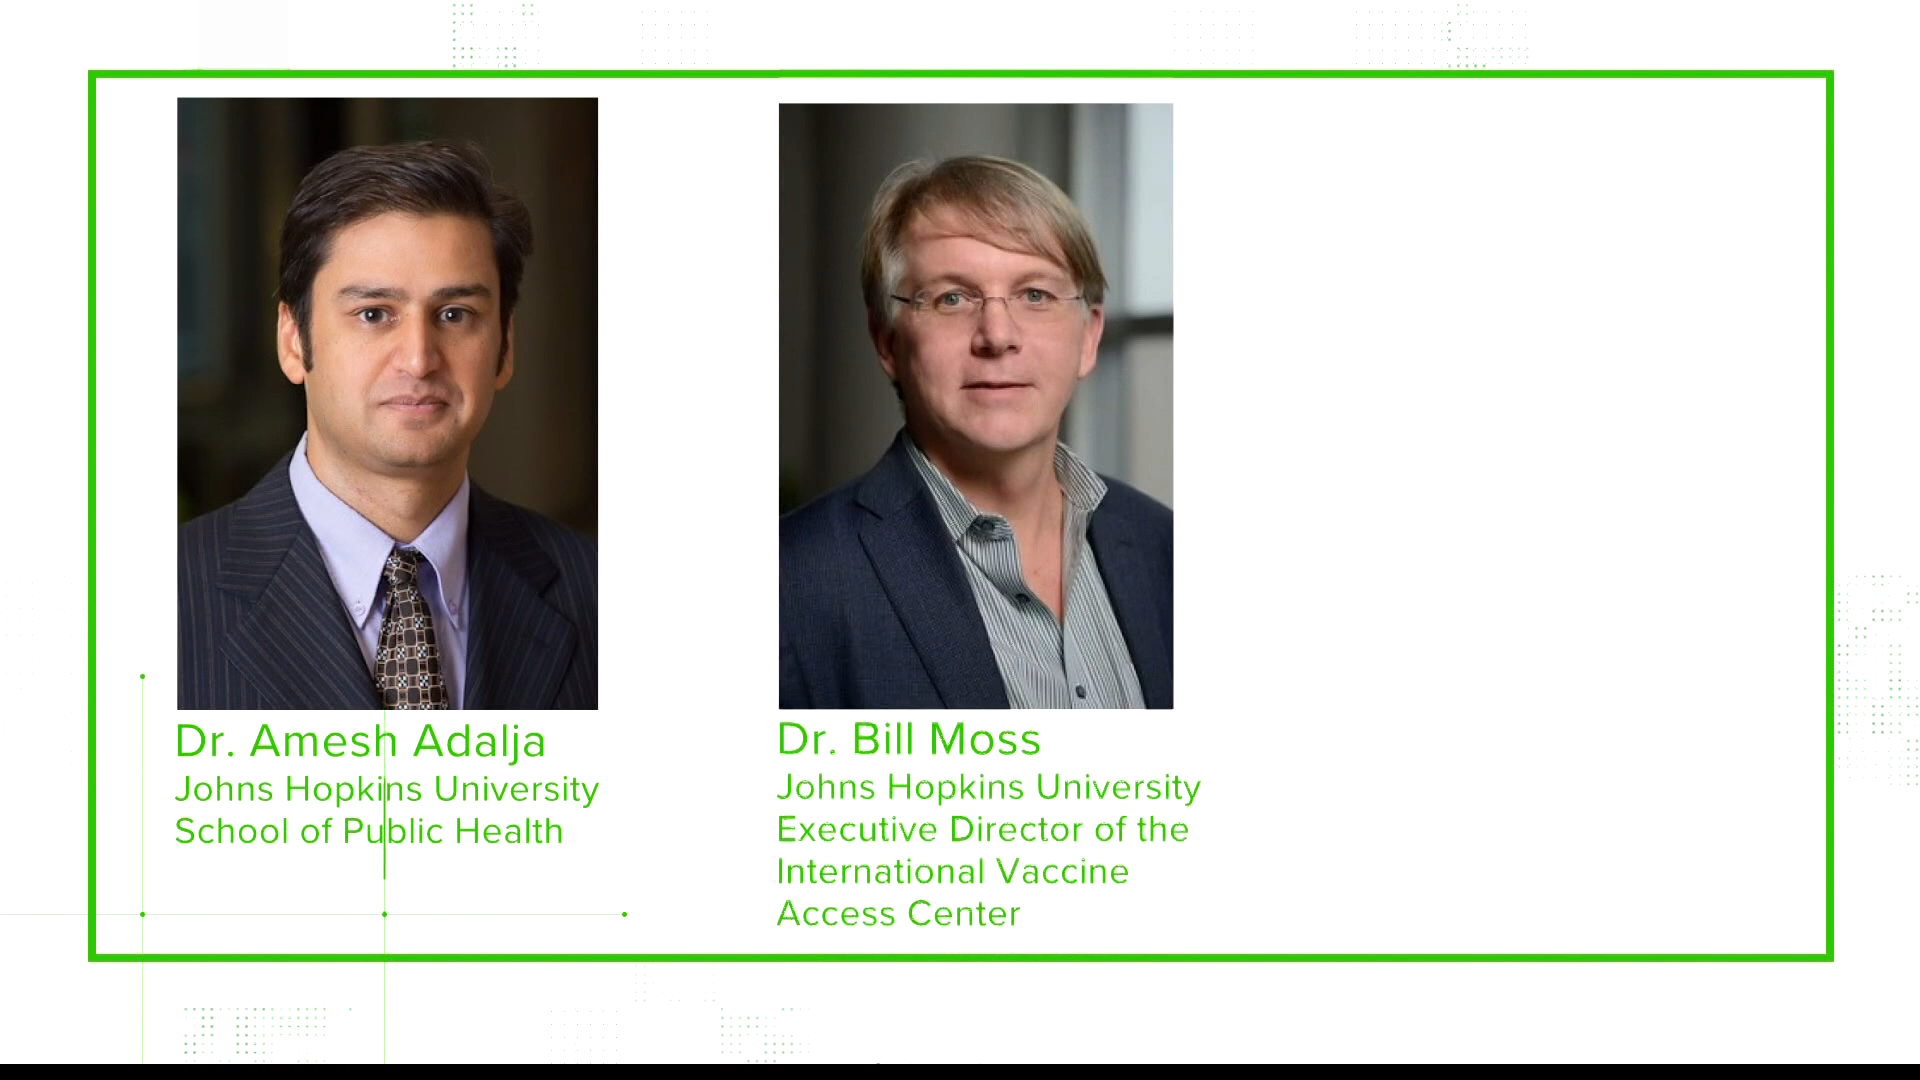 Dr. Amesh Adalja
Johns Hopkins University
School of Public Health
Dr. Bill Moss
Johns Hopkins University
Executive Director of the
International Vaccine
Access Center